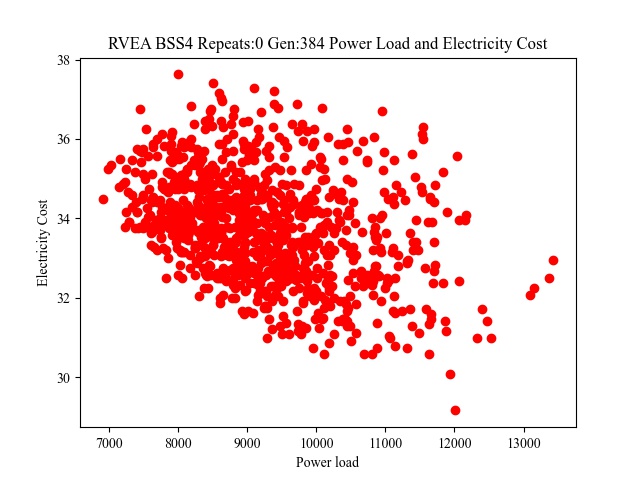 RVEA BSS4 Repeats:0 Gen:384 Power Load and Electricity Cost
38
36
34
32
30
Electricity Cost
7000 8000 9000 10000 11000 12000 13000
Power load